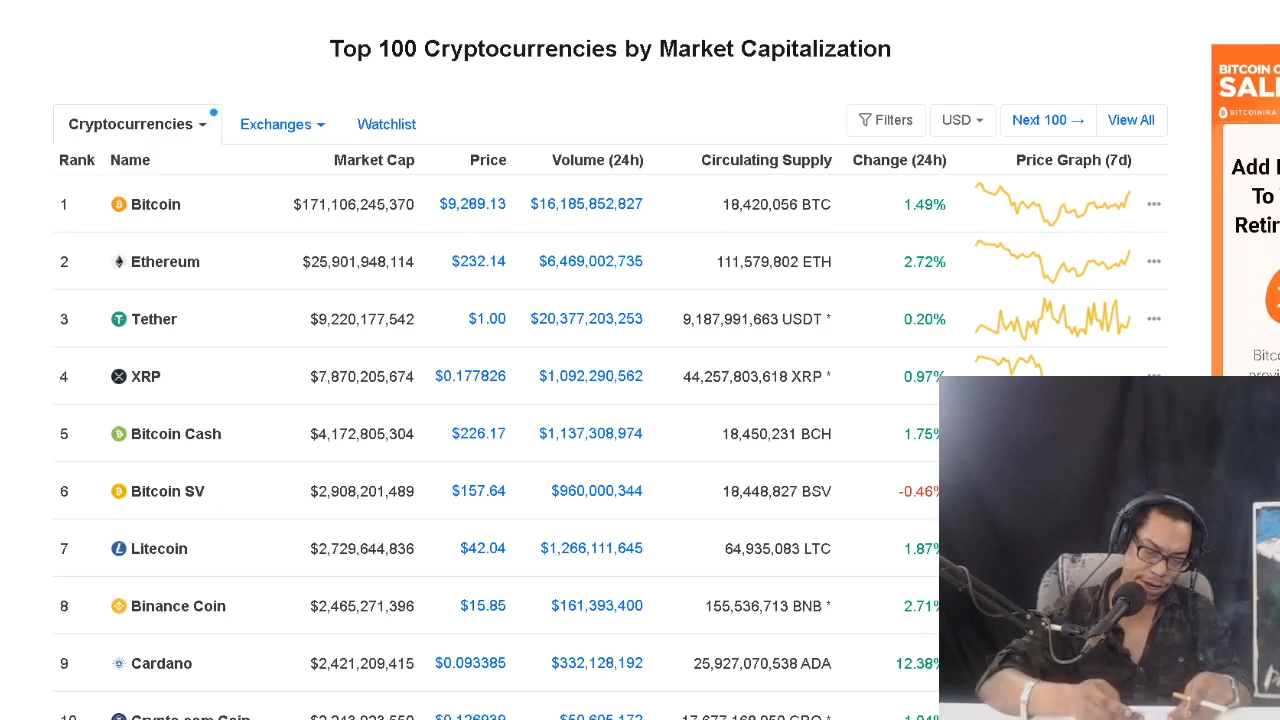 Top 100 Cryptocurrencies by Market Capitalization
Cryptocurrencies Exchanges Watchlist Filters USD Next 100 → View All
Rank Name Market Cap Price Volume (24h) Circulating Supply Change (24h) Price Graph (7d)
1 Bitcoin $171,106,245,370 $9,289.13 $16,185,852,827 18,420,056 BTC 1.49%
2 Ethereum $25,901,948,114 $232.14 $6,469,002,735 111,579,802 ETH 2.72%
3 Tether $9,220,177,542 $1.00 $20,377,203,253 9,187,991,663 USDT * 0.20%
4 XRP $7,870,205,674 $0.177826 $1,092,290,562 44,257,803,618 XRP * 0.97%
5 Bitcoin Cash $4,172,805,304 $226.17 $1,137,308,974 18,450,231 BCH 1.75%
6 Bitcoin SV $2,908,201,489 $157.64 $960,000,344 18,448,827 BSV -0.46%
7 Litecoin $2,729,644,836 $42.04 $1,266,111,645 64,935,083 LTC 1.87%
8 Binance Coin $2,465,271,396 $15.85 $161,393,400 155,536,713 BNB * 2.71%
9 Cardano $2,421,209,415 $0.093385 $332,128,192 25,927,070,538 ADA 12.38%
BITCOIN
BITCOINIRA
Add
To